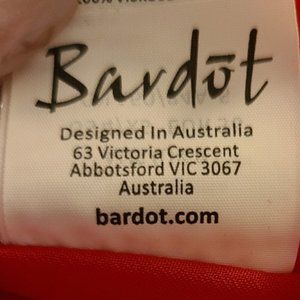 Bardōt
Designed In Australia
63 Victoria Crescent
Abbotsford VIC 3067
Australia
bardot.com